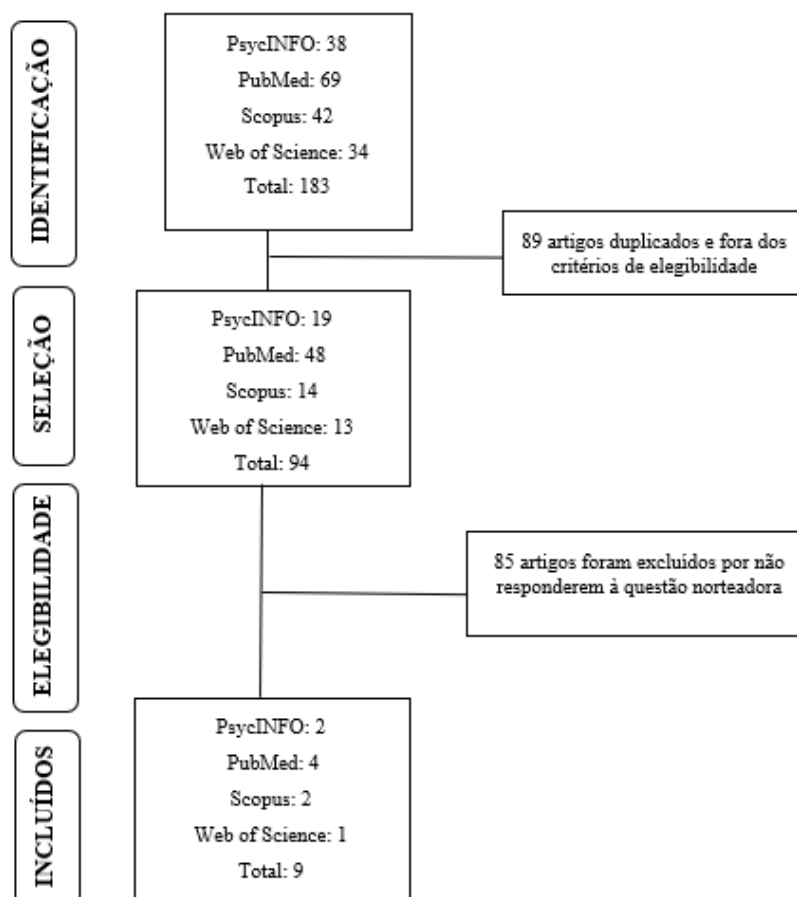 IDENTIFICAÇÃO
PsycINFO: 38
PubMed: 69
Scopus: 42
Web of Science: 34
Total: 183
89 artigos duplicados e fora dos
critérios de elegibilidade
SELEÇÃO
PsycINFO: 19
PubMed: 48
Scopus: 14
Web of Science: 13
Total: 94
ELEGIBILIDADE
85 artigos foram excluídos por não
responderem à questão norteadora
INCLUÍDOS
PsycINFO: 2
PubMed: 4
Scopus: 2
Web of Science: 1
Total: 9